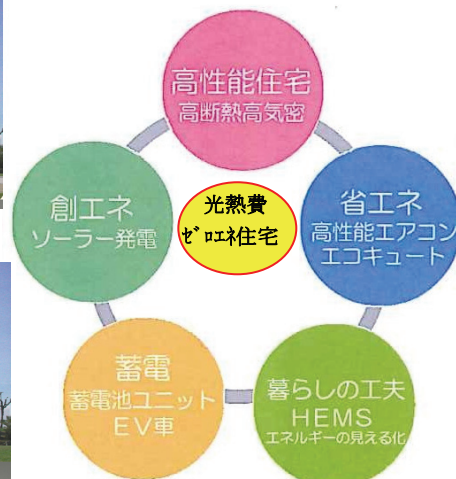 高性能住宅
高断熱高気密
創エネ
ソーラー発電
光熱費
ｾﾞﾛｴﾈ住宅
省エネ
高性能エアコン
エコキュート
蓄電
蓄電池ユニット
EV車
暮らしの工夫
HEMS
エネルギーの見える化